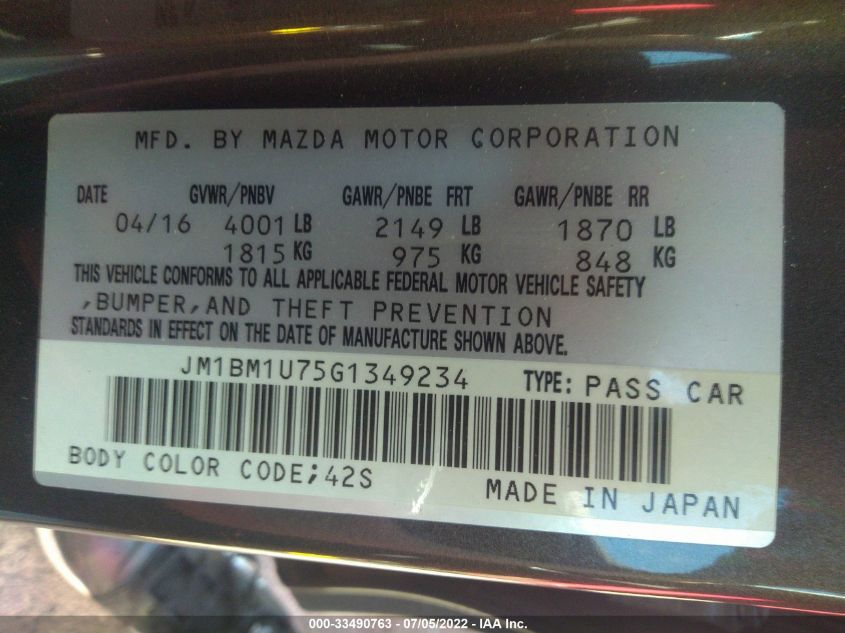 MFD. BY MAZDA MOTOR CORPORATION
DATE GVWR/PNBV GAWR/PNBE FRT GAWR/PNBE RR
04/16 4001 LB 2149 LB 1870 LB
1815 KG 975 KG 848 KG
THIS VEHICLE CONFORMS TO ALL APPLICABLE FEDERAL MOTOR VEHICLE SAFETY
,BUMPER,AND THEFT PREVENTION
STANDARDS IN EFFECT ON THE DATE OF MANUFACTURE SHOWN ABOVE.
JM1BM1U75G1349234 TYPE: PASS CAR
BODY COLOR CODE;42S
MADE IN JAPAN
000-33490763 - 07/05/2022 - IAA Inc.